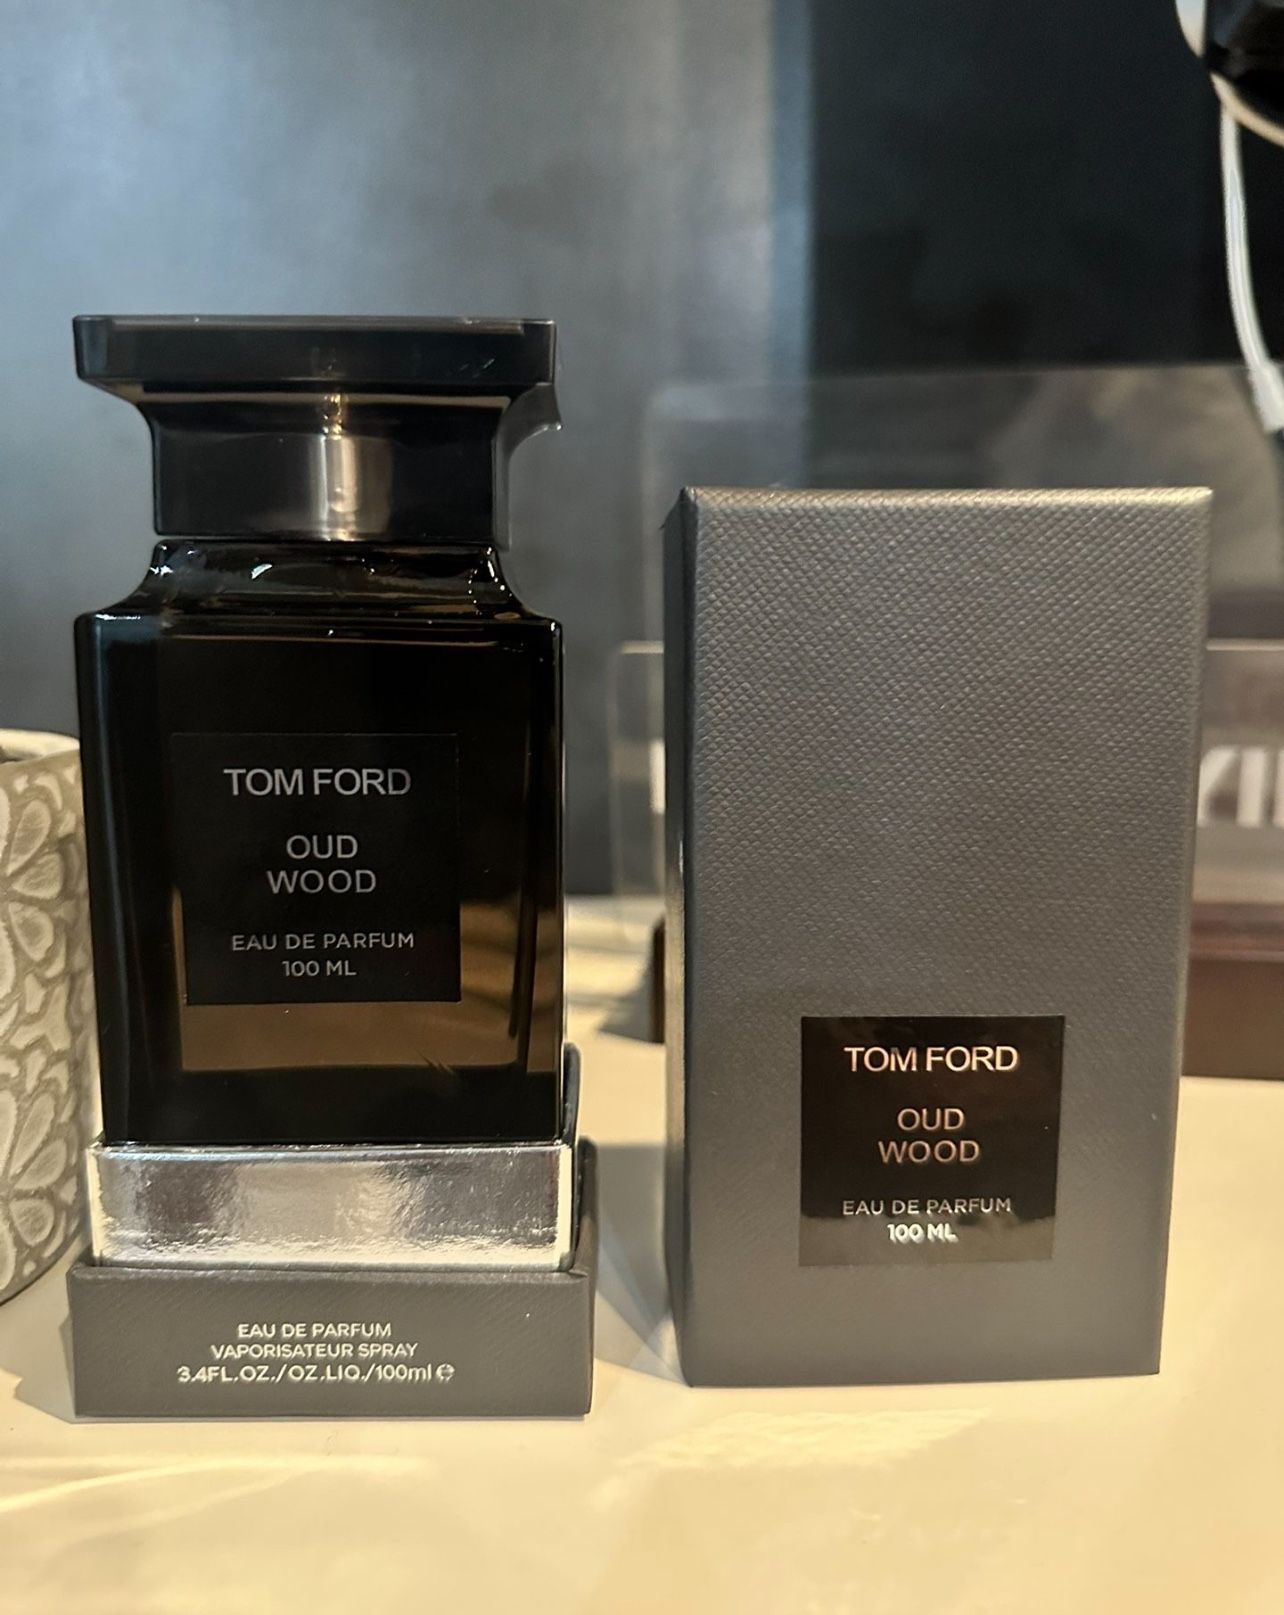 TOM FORD
OUD
WOOD
EAU DE PARFUM
100 ML
EAU DE PARFUM
VAPORISATEUR SPRAY
3.4FL.OZ./OZ.LIQ./100ml ℮
TOM FORD
OUD
WOOD
EAU DE PARFUM
100 ML